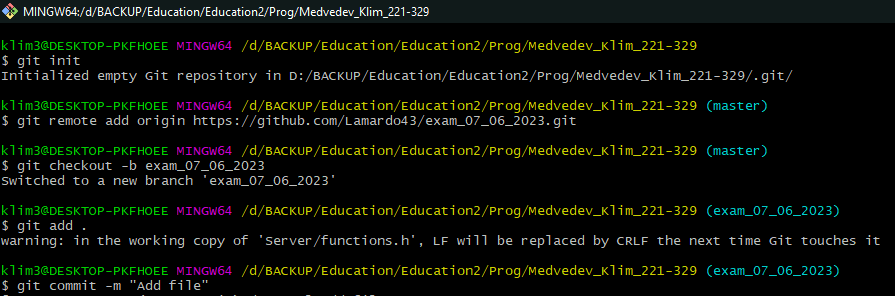 MINGW64:/d/BACKUP/Education/Education2/Prog/Medvedev_Klim_221-329
klim3@DESKTOP-PKFHOEE MINGW64 /d/BACKUP/Education/Education2/Prog/Medvedev_Klim_221-329
$ git init
Initialized empty Git repository in D:/BACKUP/Education/Education2/Prog/Medvedev_Klim_221-329/.git/
klim3@DESKTOP-PKFHOEE MINGW64 /d/BACKUP/Education/Education2/Prog/Medvedev_Klim_221-329 (master)
$ git remote add origin https://github.com/Lamardo43/exam_07_06_2023.git
klim3@DESKTOP-PKFHOEE MINGW64 /d/BACKUP/Education/Education2/Prog/Medvedev_Klim_221-329 (master)
$ git checkout -b exam_07_06_2023
Switched to a new branch 'exam_07_06_2023'
klim3@DESKTOP-PKFHOEE MINGW64 /d/BACKUP/Education/Education2/Prog/Medvedev_Klim_221-329 (exam_07_06_2023)
$ git add .
warning: in the working copy of 'Server/functions.h', LF will be replaced by CRLF the next time Git touches it
klim3@DESKTOP-PKFHOEE MINGW64 /d/BACKUP/Education/Education2/Prog/Medvedev_Klim_221-329 (exam_07_06_2023)
$ git commit -m "Add file"